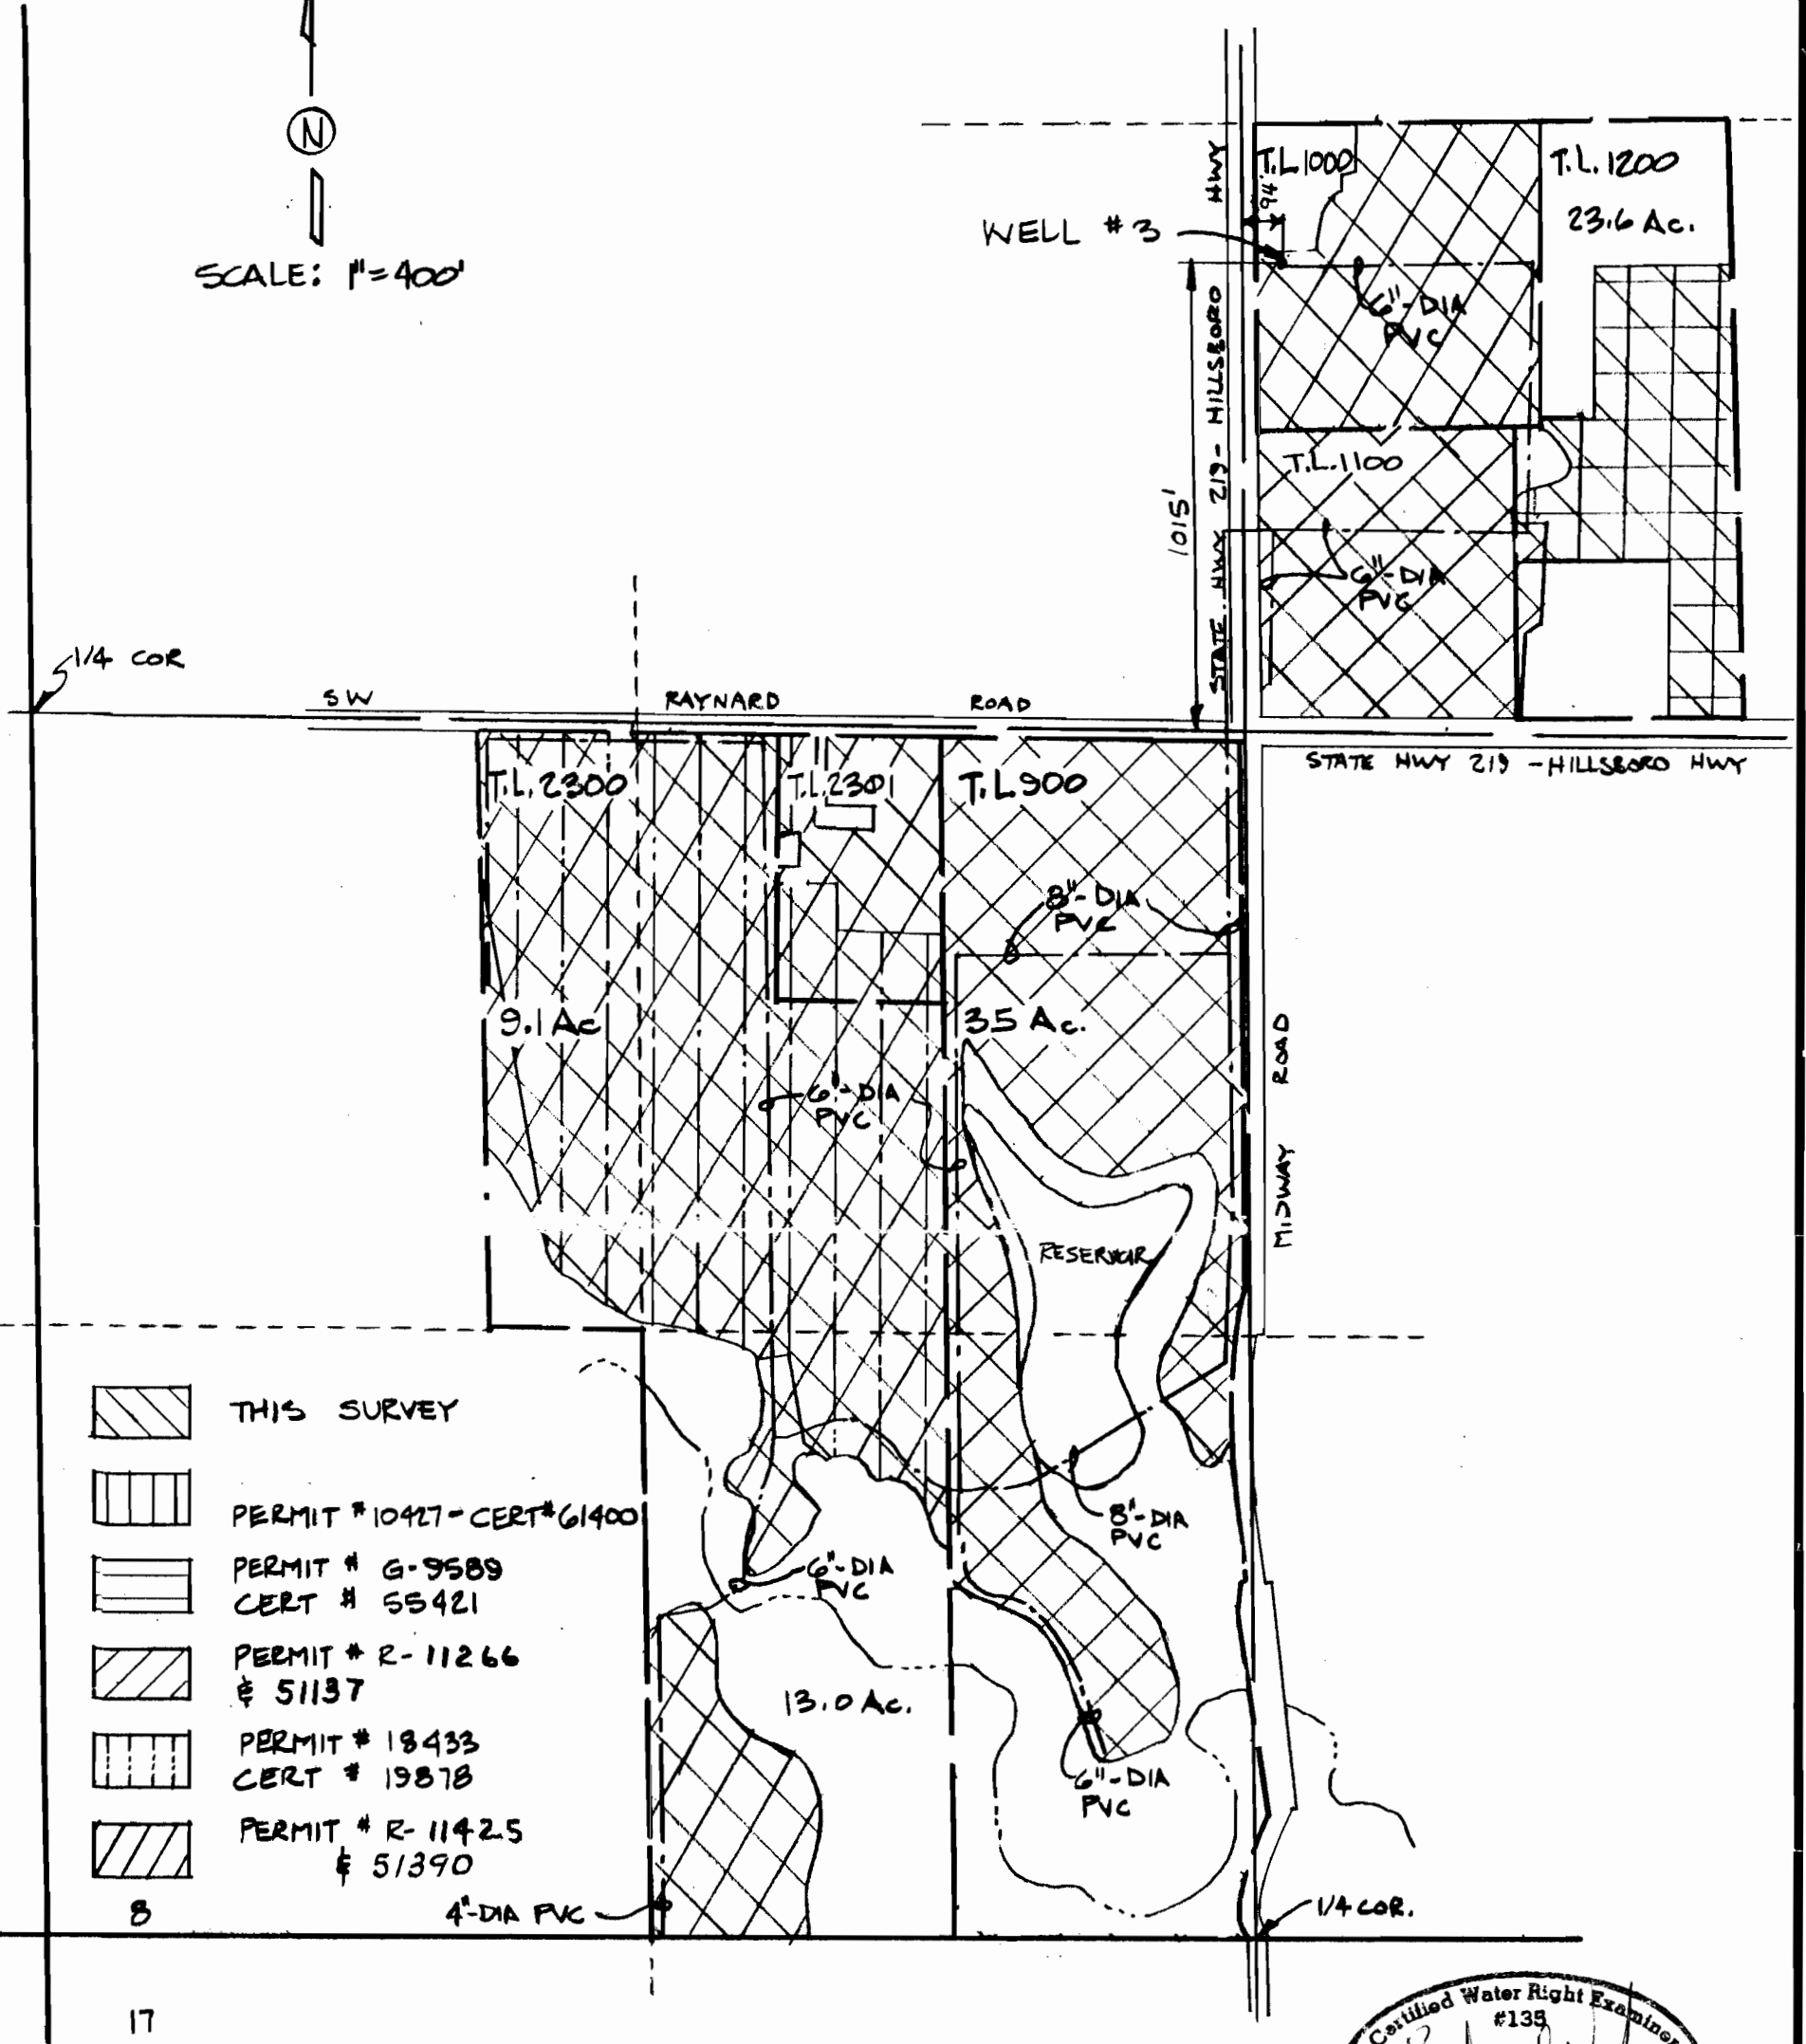 N
SCALE: 1"=400'
HWY
T.L.1000
T.L.1200
94'
23.6 Ac.
WELL # 3
6"-DIA
PVC
STATE HWY 219 - HILLSBORO
T.L.1100
1015'
6"-DIA
PVC
1/4 COR
SW RAYNARD ROAD
STATE HWY 219 - HILLSBORO HWY
T.L.2300
T.L.2301
T.L.900
8"-DIA
PVC
9.1 Ac
35 Ac.
MIDWAY ROAD
6"-DIA
PVC
RESERVOIR
THIS SURVEY
PERMIT # 10427 - CERT# 61400
8"-DIA
PVC
PERMIT # G-9589
CERT # 55421
6"-DIA
PVC
PERMIT # R-11266
& 51137
13.0 Ac.
PERMIT # 18433
CERT # 19878
6"-DIA
PVC
PERMIT # R-11425
& 51390
8
4"-DIA PVC
1/4 COR.
17
Certified Water Right Examiner
#135